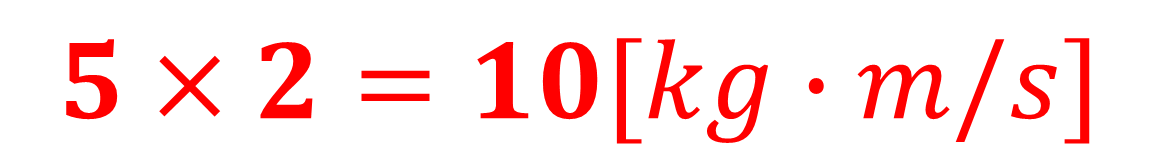 5 × 2 = 10[kg · m/s]